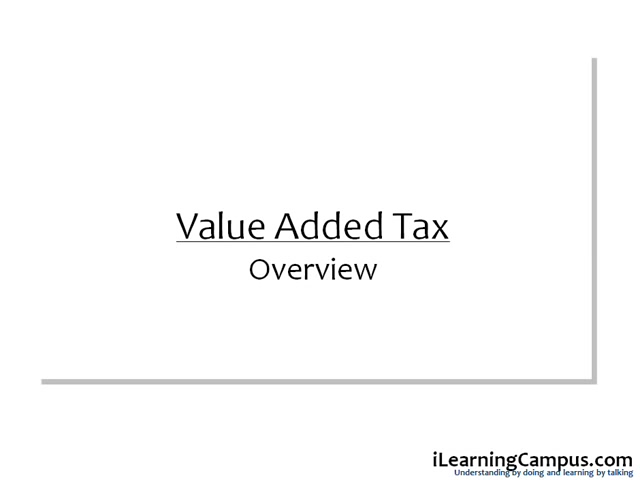 Value Added Tax
Overview
iLearningCampus.com
Understanding by doing and learning by talking